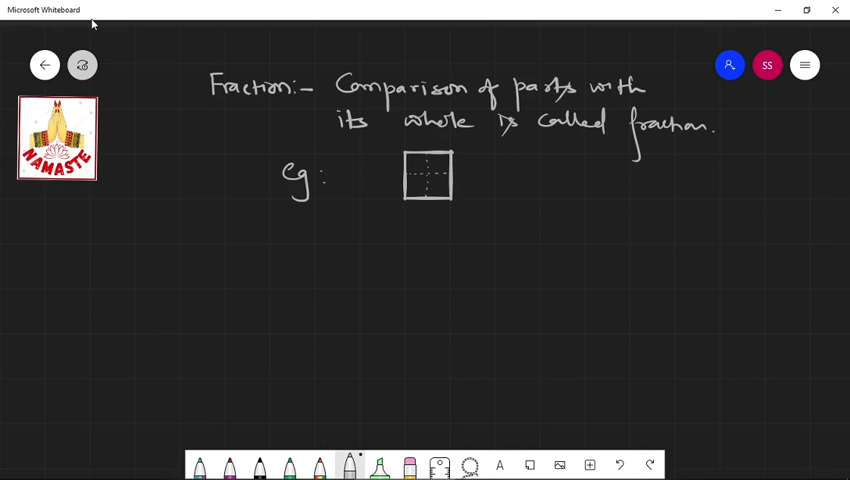 Microsoft Whiteboard
SS
Fraction:- Comparison of parts with
its whole is called fraction.
NAMASTE
eg:
A